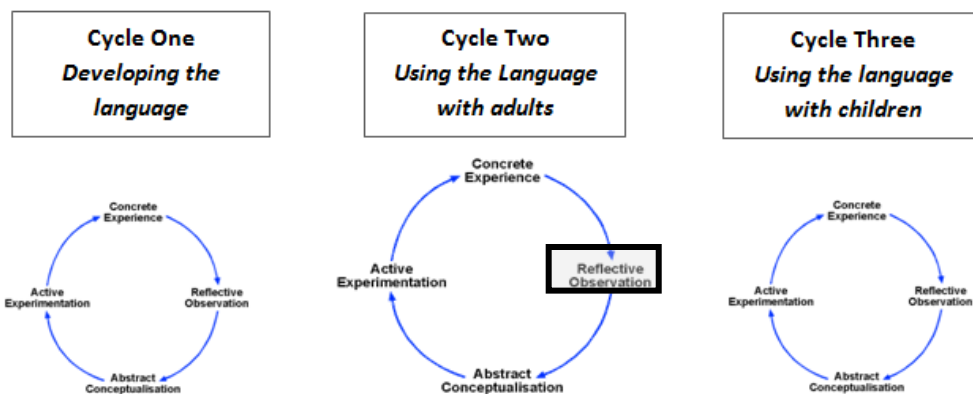 Cycle One
Developing the
language
Concrete
Experience
Reflective
Observation
Abstract
Conceptualisation
Active
Experimentation
Cycle Two
Using the Language
with adults
Concrete
Experience
Reflective
Observation
Abstract
Conceptualisation
Active
Experimentation
Cycle Three
Using the language
with children
Concrete
Experience
Reflective
Observation
Abstract
Conceptualisation
Active
Experimentation